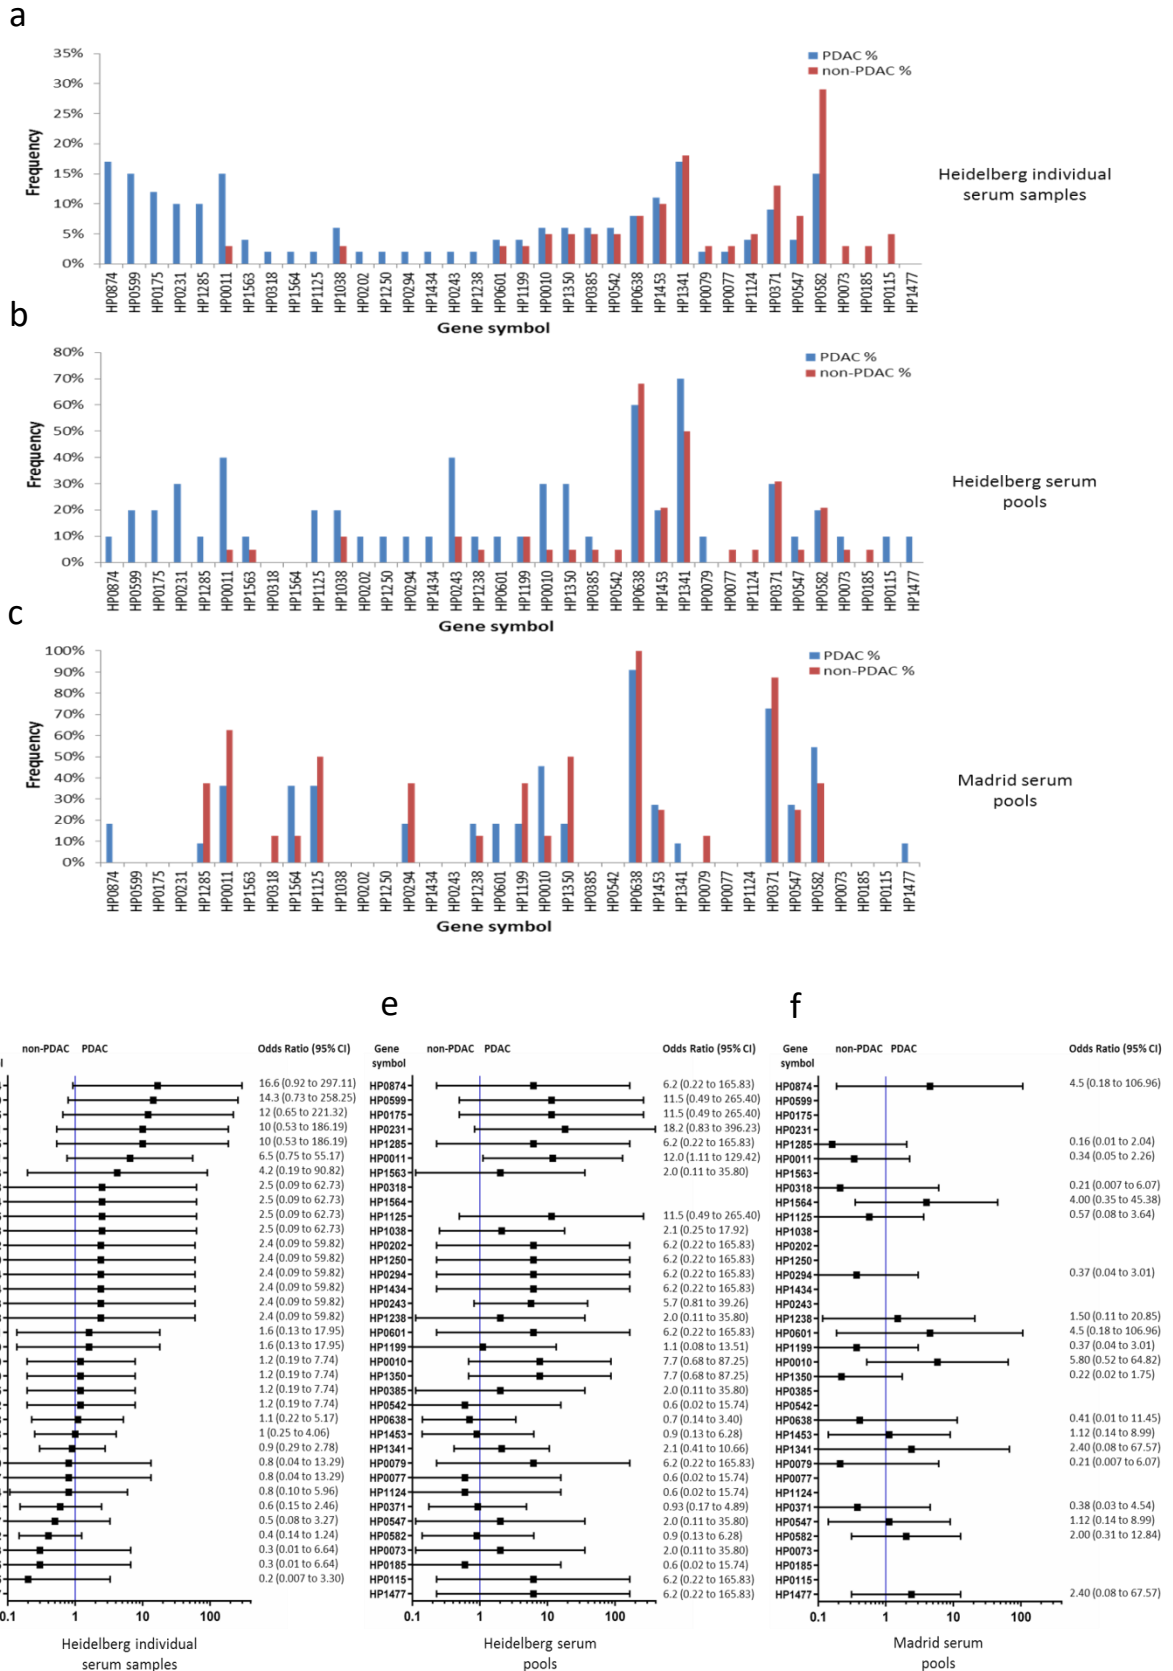 a
35%
30%
25%
20%
15%
10%
5%
0%
Frequency
PDAC %
non-PDAC %
HP0874 HP0599 HP0175 HP0231 HP1285 HP0011 HP1563 HP0318 HP1564 HP1125 HP1038 HP0202 HP1250 HP0294 HP1434 HP0243 HP1238 HP0601 HP1199 HP0010 HP1350 HP0385 HP0542 HP0638 HP1453 HP1341 HP0079 HP0077 HP1124 HP0371 HP0547 HP0582 HP0073 HP0185 HP0115 HP1477
Gene symbol
Heidelberg individual
serum samples
b
80%
70%
60%
50%
40%
30%
20%
10%
0%
Frequency
PDAC %
non-PDAC %
HP0874 HP0599 HP0175 HP0231 HP1285 HP0011 HP1563 HP0318 HP1564 HP1125 HP1038 HP0202 HP1250 HP0294 HP1434 HP0243 HP1238 HP0601 HP1199 HP0010 HP1350 HP0385 HP0542 HP0638 HP1453 HP1341 HP0079 HP0077 HP1124 HP0371 HP0547 HP0582 HP0073 HP0185 HP0115 HP1477
Gene symbol
Heidelberg serum
pools
c
100%
90%
80%
70%
60%
50%
40%
30%
20%
10%
0%
Frequency
PDAC %
non-PDAC %
HP0874 HP0599 HP0175 HP0231 HP1285 HP0011 HP1563 HP0318 HP1564 HP1125 HP1038 HP0202 HP1250 HP0294 HP1434 HP0243 HP1238 HP0601 HP1199 HP0010 HP1350 HP0385 HP0542 HP0638 HP1453 HP1341 HP0079 HP0077 HP1124 HP0371 HP0547 HP0582 HP0073 HP0185 HP0115 HP1477
Gene symbol
Madrid serum
pools
non-PDAC PDAC Odds Ratio (95% CI)
16.6 (0.92 to 297.11)
14.3 (0.73 to 258.25)
12 (0.65 to 221.32)
10 (0.53 to 186.19)
10 (0.53 to 186.19)
6.5 (0.75 to 55.17)
4.2 (0.19 to 90.82)
2.5 (0.09 to 62.73)
2.5 (0.09 to 62.73)
2.5 (0.09 to 62.73)
2.5 (0.09 to 62.73)
2.4 (0.09 to 59.82)
2.4 (0.09 to 59.82)
2.4 (0.09 to 59.82)
2.4 (0.09 to 59.82)
2.4 (0.09 to 59.82)
2.4 (0.09 to 59.82)
1.6 (0.13 to 17.95)
1.6 (0.13 to 17.95)
1.2 (0.19 to 7.74)
1.2 (0.19 to 7.74)
1.2 (0.19 to 7.74)
1.2 (0.19 to 7.74)
1.1 (0.22 to 5.17)
1 (0.25 to 4.06)
0.9 (0.29 to 2.78)
0.8 (0.04 to 13.29)
0.8 (0.04 to 13.29)
0.8 (0.10 to 5.96)
0.6 (0.15 to 2.46)
0.5 (0.08 to 3.27)
0.4 (0.14 to 1.24)
0.3 (0.01 to 6.64)
0.3 (0.01 to 6.64)
0.2 (0.007 to 3.30)
0.1 1 10 100
Heidelberg individual
serum samples
e
Gene non-PDAC PDAC Odds Ratio (95% CI)
symbol
HP0874 6.2 (0.22 to 165.83)
HP0599 11.5 (0.49 to 265.40)
HP0175 11.5 (0.49 to 265.40)
HP0231 18.2 (0.83 to 396.23)
HP1285 6.2 (0.22 to 165.83)
HP0011 12.0 (1.11 to 129.42)
HP1563 2.0 (0.11 to 35.80)
HP0318
HP1564
HP1125 11.5 (0.49 to 265.40)
HP1038 2.1 (0.25 to 17.92)
HP0202 6.2 (0.22 to 165.83)
HP1250 6.2 (0.22 to 165.83)
HP0294 6.2 (0.22 to 165.83)
HP1434 6.2 (0.22 to 165.83)
HP0243 5.7 (0.81 to 39.26)
HP1238 2.0 (0.11 to 35.80)
HP0601 6.2 (0.22 to 165.83)
HP1199 1.1 (0.08 to 13.51)
HP0010 7.7 (0.68 to 87.25)
HP1350 7.7 (0.68 to 87.25)
HP0385 2.0 (0.11 to 35.80)
HP0542 0.6 (0.02 to 15.74)
HP0638 0.7 (0.14 to 3.40)
HP1453 0.9 (0.13 to 6.28)
HP1341 2.1 (0.41 to 10.66)
HP0079 6.2 (0.22 to 165.83)
HP0077 0.6 (0.02 to 15.74)
HP1124 0.6 (0.02 to 15.74)
HP0371 0.93 (0.17 to 4.89)
HP0547 2.0 (0.11 to 35.80)
HP0582 0.9 (0.13 to 6.28)
HP0073 2.0 (0.11 to 35.80)
HP0185 0.6 (0.02 to 15.74)
HP0115 6.2 (0.22 to 165.83)
HP1477 6.2 (0.22 to 165.83)
0.1 1 10 100
Heidelberg serum
pools
f
Gene non-PDAC PDAC Odds Ratio (95% CI)
symbol
HP0874 4.5 (0.18 to 106.96)
HP0599
HP0175
HP0231
HP1285 0.16 (0.01 to 2.04)
HP0011 0.34 (0.05 to 2.26)
HP1563
HP0318 0.21 (0.007 to 6.07)
HP1564 4.00 (0.35 to 45.38)
HP1125 0.57 (0.08 to 3.64)
HP1038
HP0202
HP1250
HP0294 0.37 (0.04 to 3.01)
HP1434
HP0243
HP1238 1.50 (0.11 to 20.85)
HP0601 4.5 (0.18 to 106.96)
HP1199 0.37 (0.04 to 3.01)
HP0010 5.80 (0.52 to 64.82)
HP1350 0.22 (0.02 to 1.75)
HP0385
HP0542
HP0638 0.41 (0.01 to 11.45)
HP1453 1.12 (0.14 to 8.99)
HP1341 2.40 (0.08 to 67.57)
HP0079 0.21 (0.007 to 6.07)
HP0077
HP1124
HP0371 0.38 (0.03 to 4.54)
HP0547 1.12 (0.14 to 8.99)
HP0582 2.00 (0.31 to 12.84)
HP0073
HP0185
HP0115
HP1477 2.40 (0.08 to 67.57)
0.1 1 10 100
Madrid serum
pools